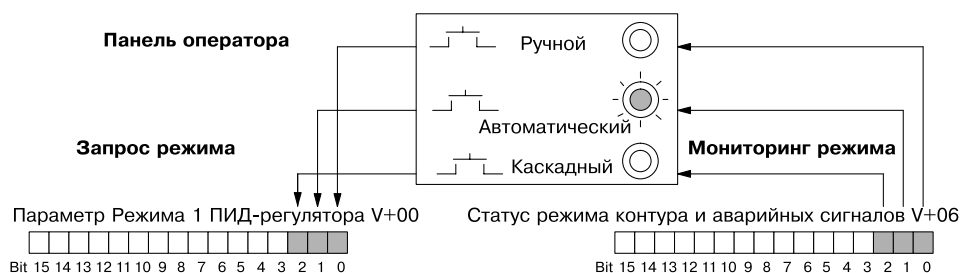 Панель оператора
Ручной
Автоматический
Запрос режима
Каскадный
Мониторинг режима
Параметр Режима 1 ПИД-регулятора V+00
Статус режима контура и аварийных сигналов V+06
Bit 15 14 13 12 11 10 9 8 7 6 5 4 3 2 1 0
Bit 15 14 13 12 11 10 9 8 7 6 5 4 3 2 1 0